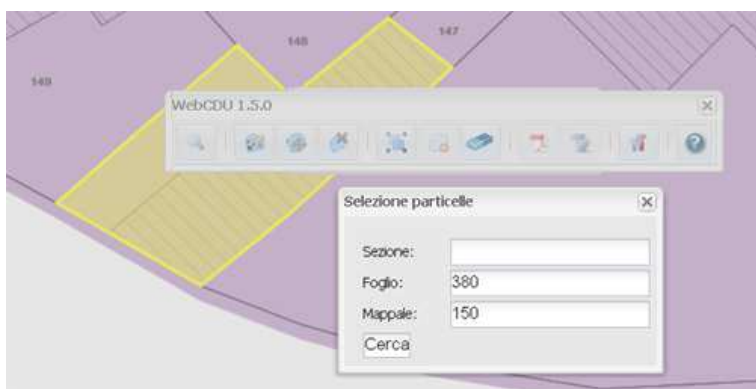 147
148
149
WebCDU 1.5.0
Selezione particelle
Sezione:
Foglio: 380
Mappale: 150
Cerca